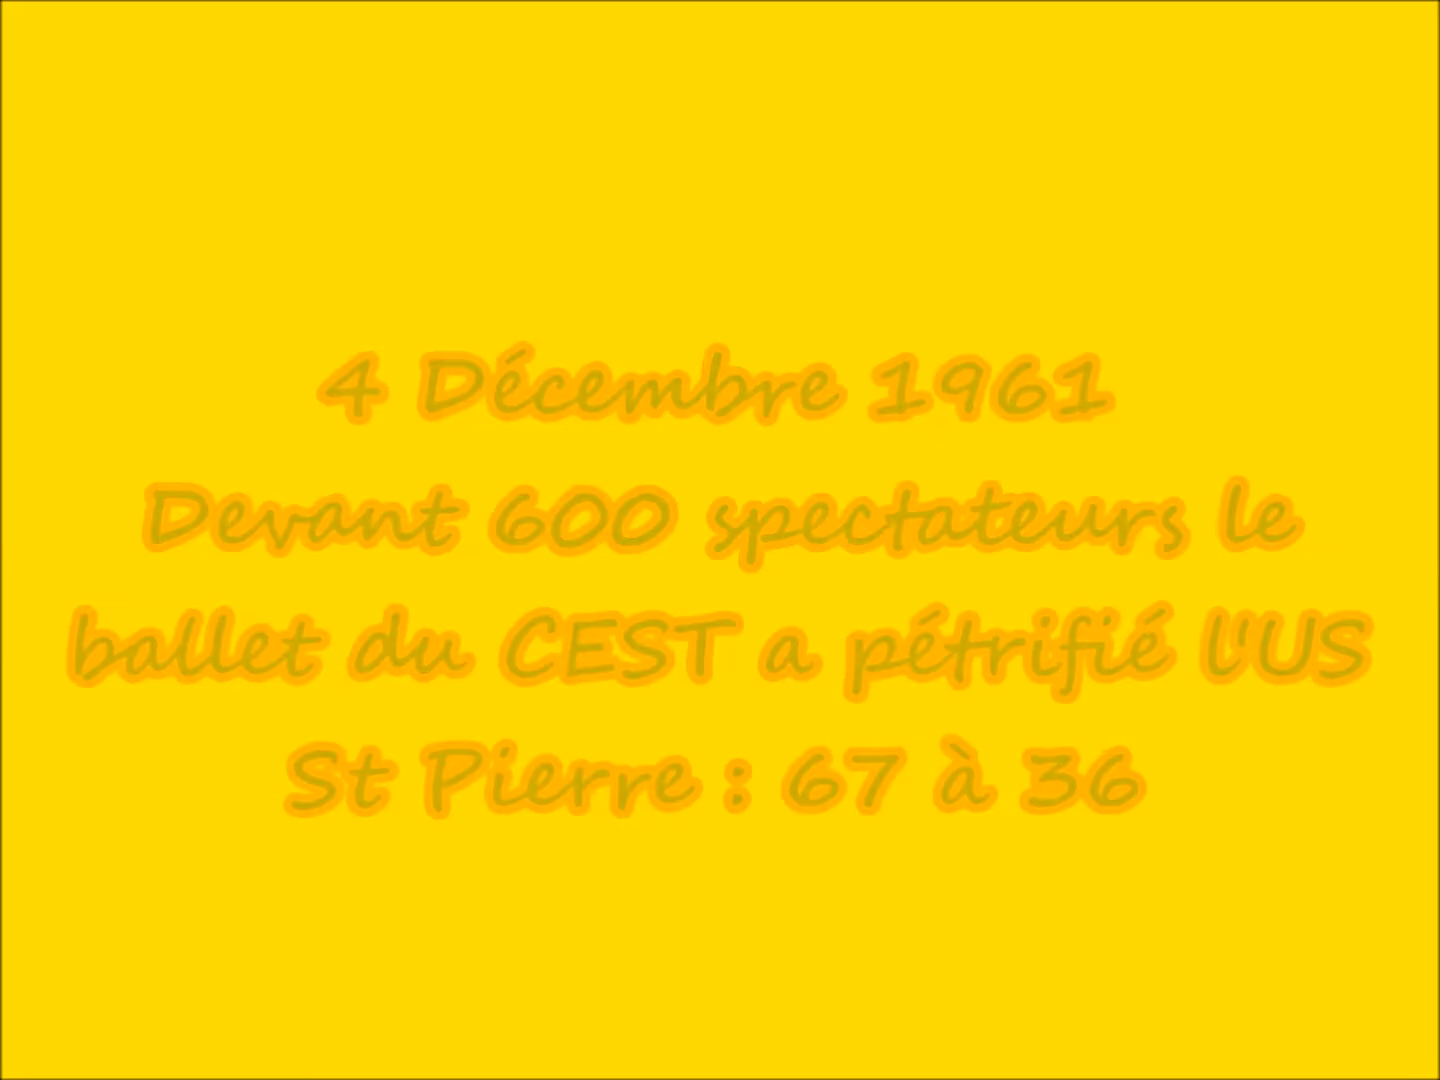 4 Décembre 1961
Devant 600 spectateurs le
ballet du CEST a pétrifié l'US
St Pierre : 67 à 36